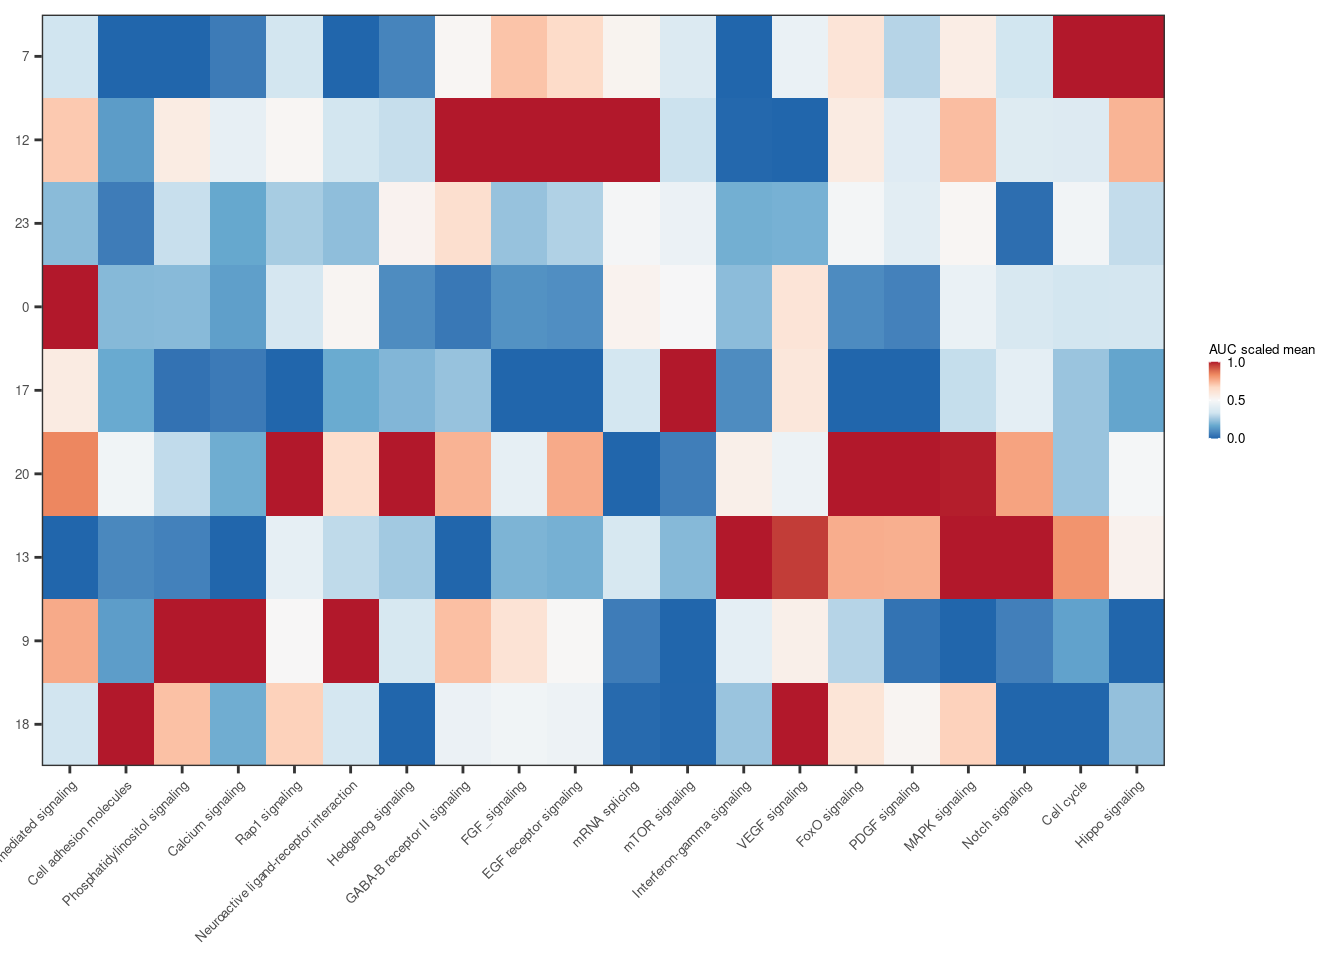 7
12
23
0
17
20
13
9
18
mediated signaling
Cell adhesion molecules
Phosphatidylinositol signaling
Calcium signaling
Rap1 signaling
Neuroactive ligand-receptor interaction
Hedgehog signaling
GABA-B receptor II signaling
FGF_signaling
EGF receptor signaling
mRNA splicing
mTOR signaling
Interferon-gamma signaling
VEGF signaling
FoxO signaling
PDGF signaling
MAPK signaling
Notch signaling
Cell cycle
Hippo signaling
AUC scaled mean
1.0
0.5
0.0